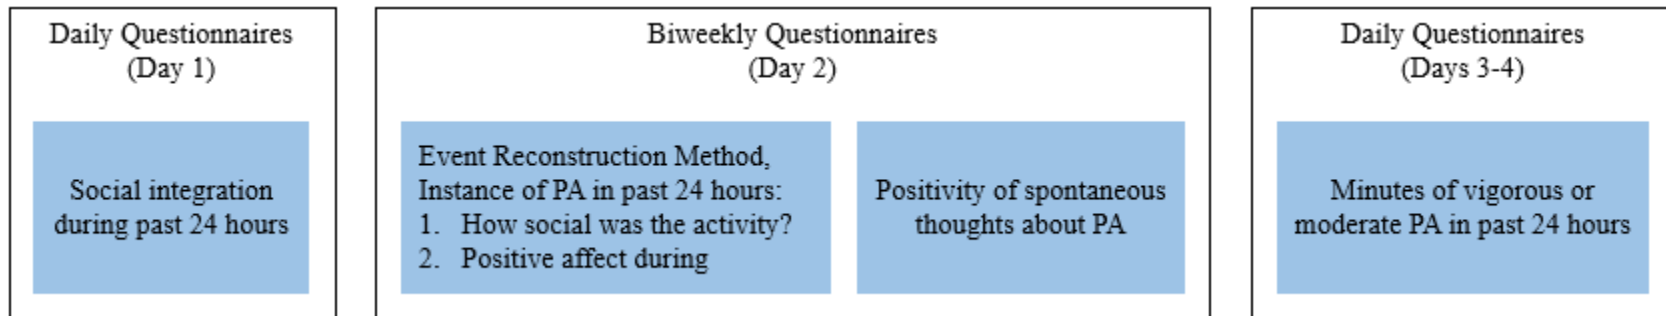 Daily Questionnaires
(Day 1)
Social integration
during past 24 hours
Biweekly Questionnaires
(Day 2)
Event Reconstruction Method,
Instance of PA in past 24 hours:
1. How social was the activity?
2. Positive affect during
Positivity of spontaneous
thoughts about PA
Daily Questionnaires
(Days 3-4)
Minutes of vigorous or
moderate PA in past 24 hours